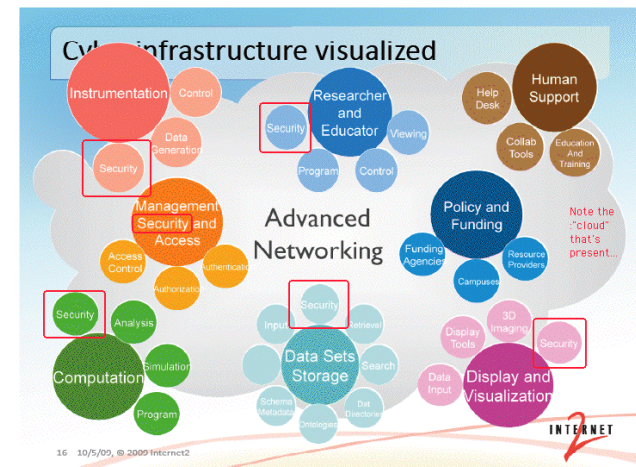 Cyberinfrastructure visualized
Instrumentation
Control
Data
Generation
Security
Researcher
and
Educator
Security
Viewing
Program
Control
Human
Support
Help
Desk
Collab
Tools
Education
And
Training
Management
Security and
Access
Access
Control
Authorization
Authentication
Advanced
Networking
Policy and
Funding
Funding
Agencies
Campuses
Resource
Providers
Note the
:"cloud"
that's
present...
Security
Analysis
Computation
Simulation
Program
Security
Input
Retrieval
Data Sets
Storage
Search
Schema
Metadata
Ontologies
Dat
Directories
3D
Imaging
Display
Tools
Security
Data
Input
Display and
Visualization
INTERNET
2
16 10/5/09, © 2009 Internet2